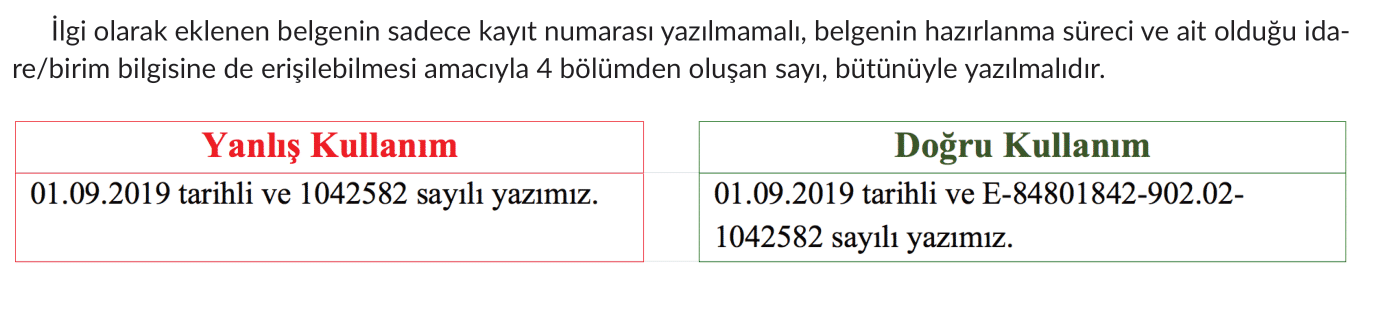 İlgi olarak eklenen belgenin sadece kayıt numarası yazılmamalı, belgenin hazırlanma süreci ve ait olduğu ida-
re/birim bilgisine de erişilebilmesi amacıyla 4 bölümden oluşan sayı, bütünüyle yazılmalıdır.
Yanlış Kullanım
01.09.2019 tarihli ve 1042582 sayılı yazımız.
Doğru Kullanım
01.09.2019 tarihli ve E-84801842-902.02-
1042582 sayılı yazımız.